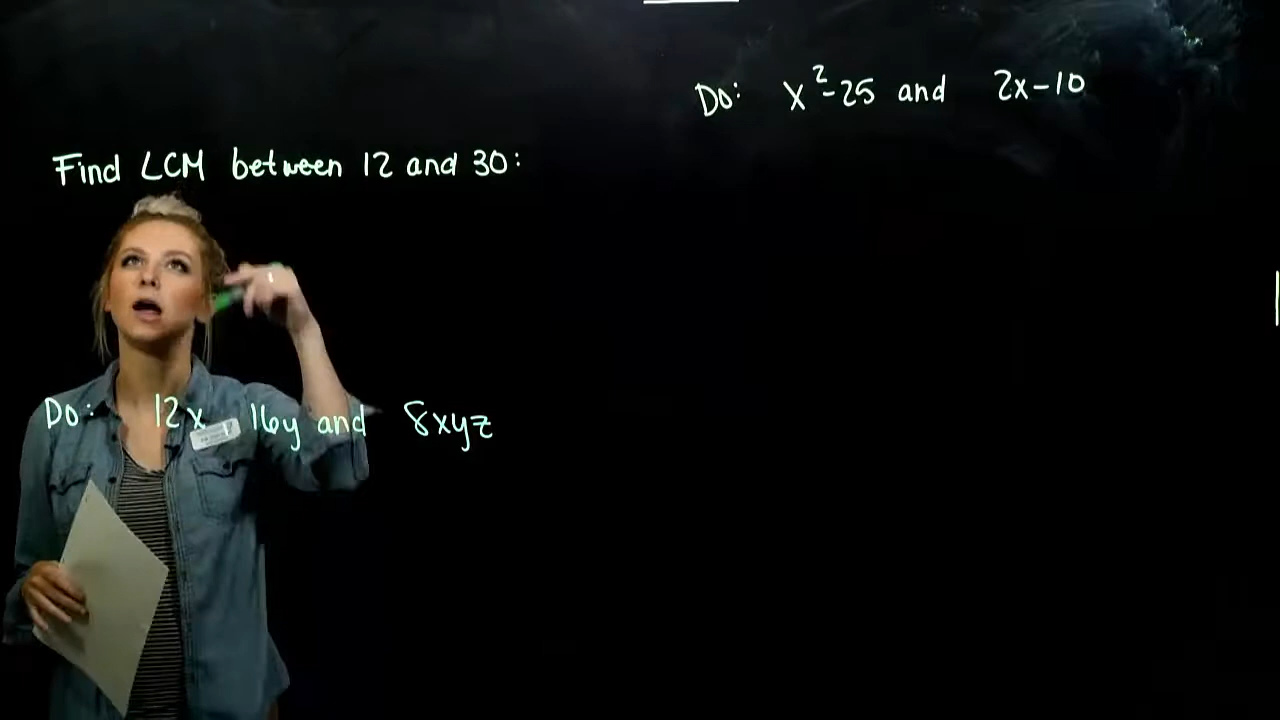 Do: x²-25 and 2x-10
Find LCM between 12 and 30:
Do: 12x, 16y and 8xyz